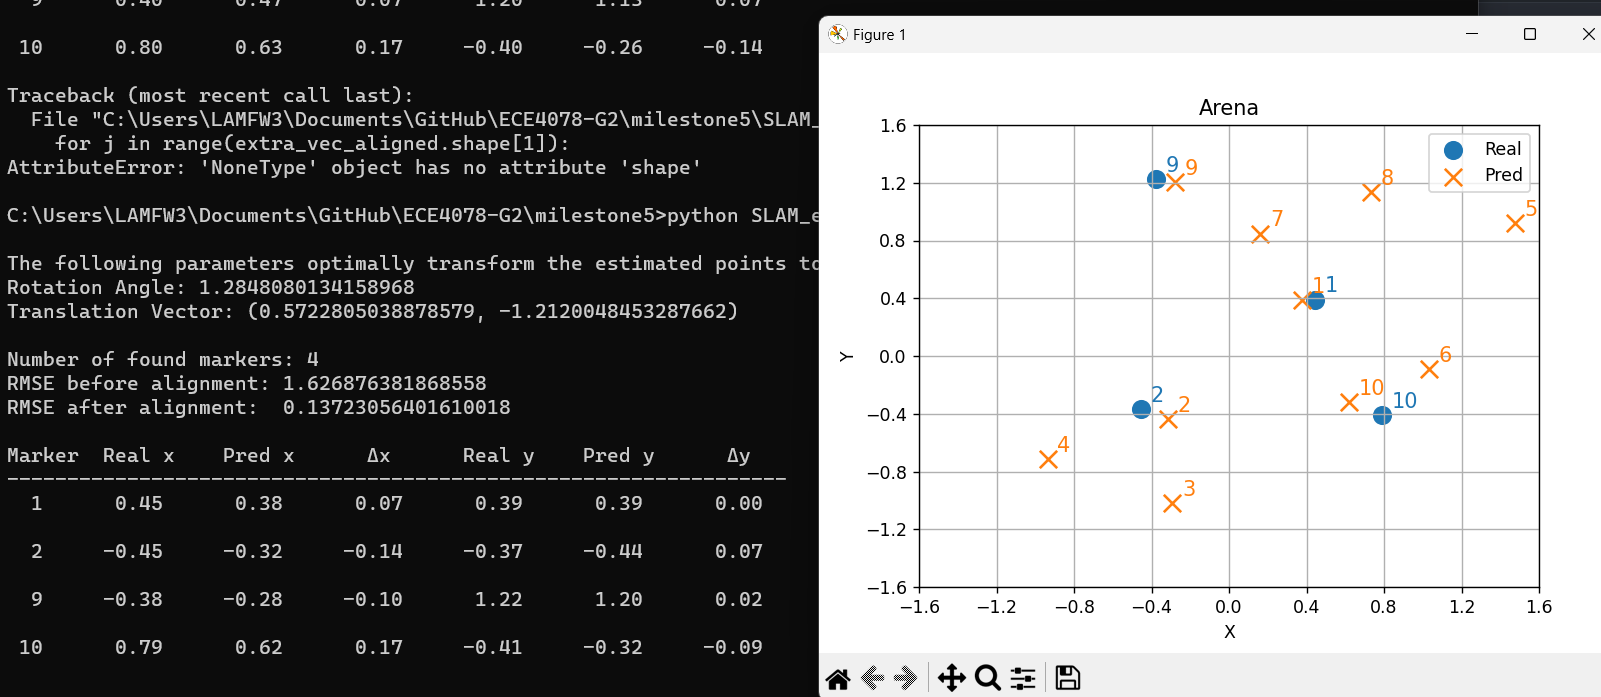 9 0.40 0.47 0.07 1.20 1.13 0.07
10 0.80 0.63 0.17 −0.40 −0.26 −0.14
Traceback (most recent call last):
File "C:\Users\LAMFW3\Documents\GitHub\ECE4078-G2\milestone5\SLAM_
for j in range(extra_vec_aligned.shape[1]):
AttributeError: 'NoneType' object has no attribute 'shape'
C:\Users\LAMFW3\Documents\GitHub\ECE4078-G2\milestone5>python SLAM_e
The following parameters optimally transform the estimated points to
Rotation Angle: 1.2848080134158968
Translation Vector: (0.5722805038878579, −1.2120048453287662)
Number of found markers: 4
RMSE before alignment: 1.626876381868558
RMSE after alignment: 0.13723056401610018
Marker Real x Pred x Δx Real y Pred y Δy
1 0.45 0.38 0.07 0.39 0.39 0.00
2 −0.45 −0.32 −0.14 −0.37 −0.44 0.07
9 −0.38 −0.28 −0.10 1.22 1.20 0.02
10 0.79 0.62 0.17 −0.41 −0.32 −0.09
Figure 1
Arena
1.6
Real
Pred
9 9
8
1.2
5
7
0.8
1 1
0.4
6
0.0
Y
10
10
2
2
−0.4
4
−0.8
3
−1.2
−1.6
−1.6 −1.2 −0.8 −0.4 0.0 0.4 0.8 1.2 1.6
X